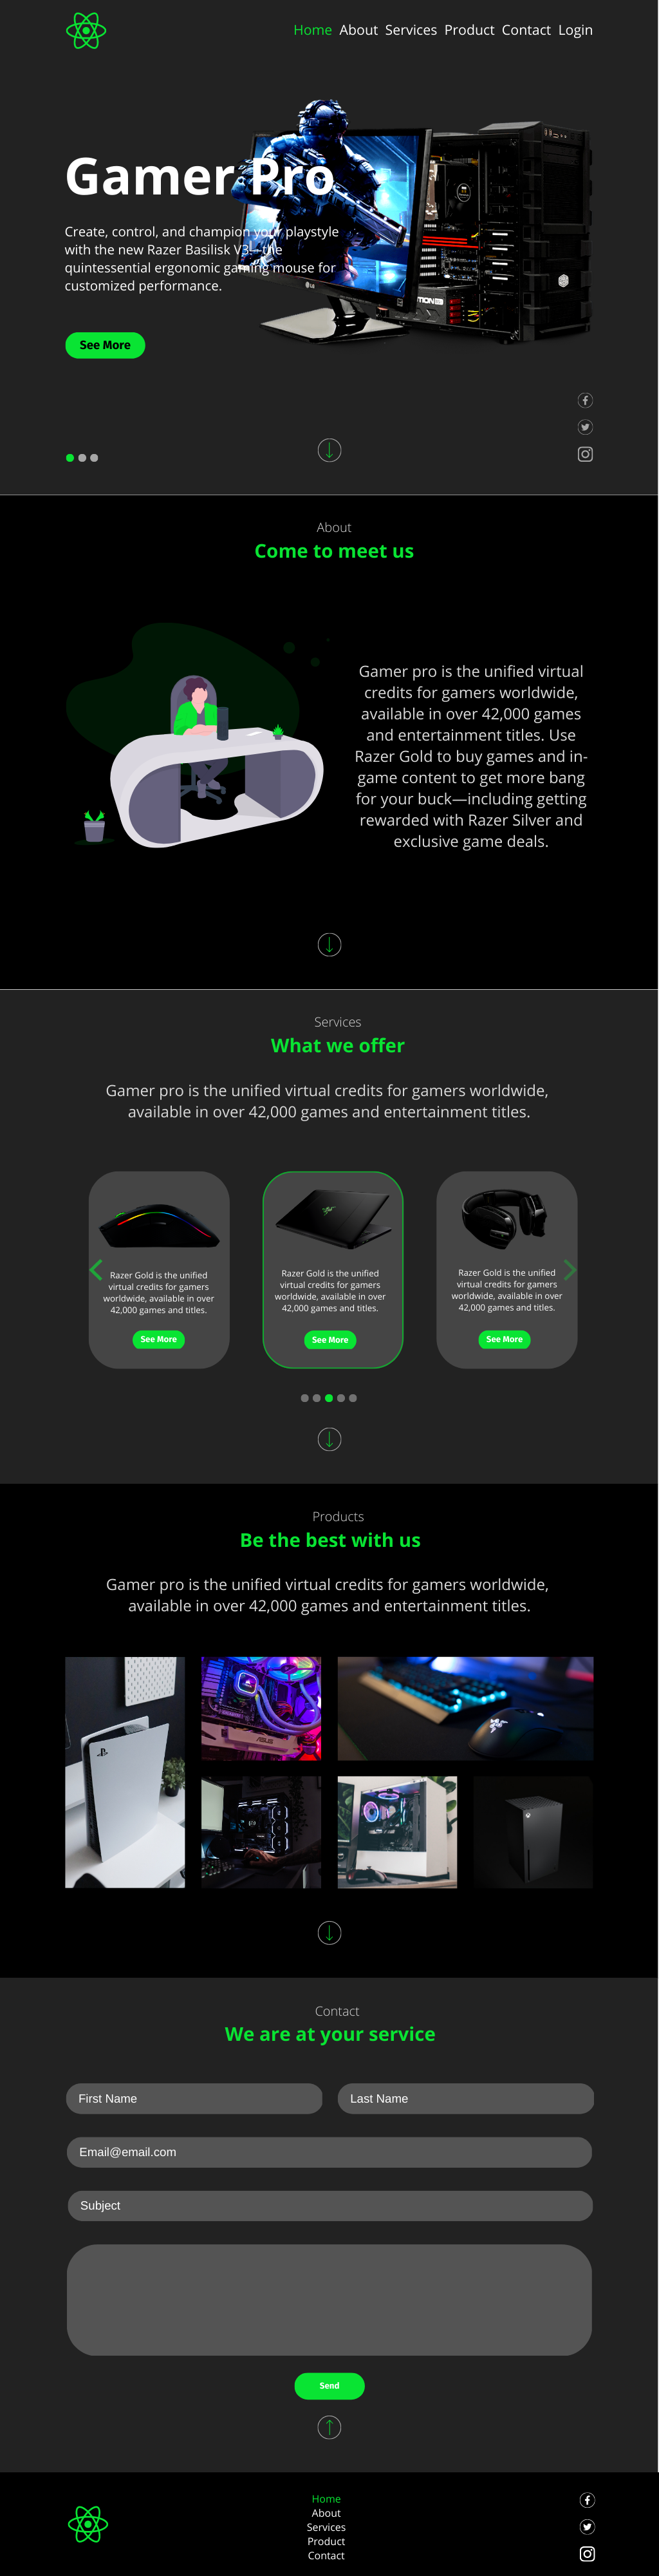 Home About Services Product Contact Login
Gamer Pro
Create, control, and champion your playstyle
with the new Razer Basilisk V3!—the
quintessential ergonomic gaming mouse for
customized performance.
See More
About
Come to meet us
Gamer pro is the unified virtual
credits for gamers worldwide,
available in over 42,000 games
and entertainment titles. Use
Razer Gold to buy games and in-
game content to get more bang
for your buck—including getting
rewarded with Razer Silver and
exclusive game deals.
Services
What we offer
Gamer pro is the unified virtual credits for gamers worldwide,
available in over 42,000 games and entertainment titles.
Razer Gold is the unified
virtual credits for gamers
worldwide, available in over
42,000 games and titles.
See More
Razer Gold is the unified
virtual credits for gamers
worldwide, available in over
42,000 games and titles.
See More
Razer Gold is the unified
virtual credits for gamers
worldwide, available in over
42,000 games and titles.
See More
Products
Be the best with us
Gamer pro is the unified virtual credits for gamers worldwide,
available in over 42,000 games and entertainment titles.
ASUS
Contact
We are at your service
First Name
Last Name
Email@email.com
Subject
Send
Home
About
Services
Product
Contact